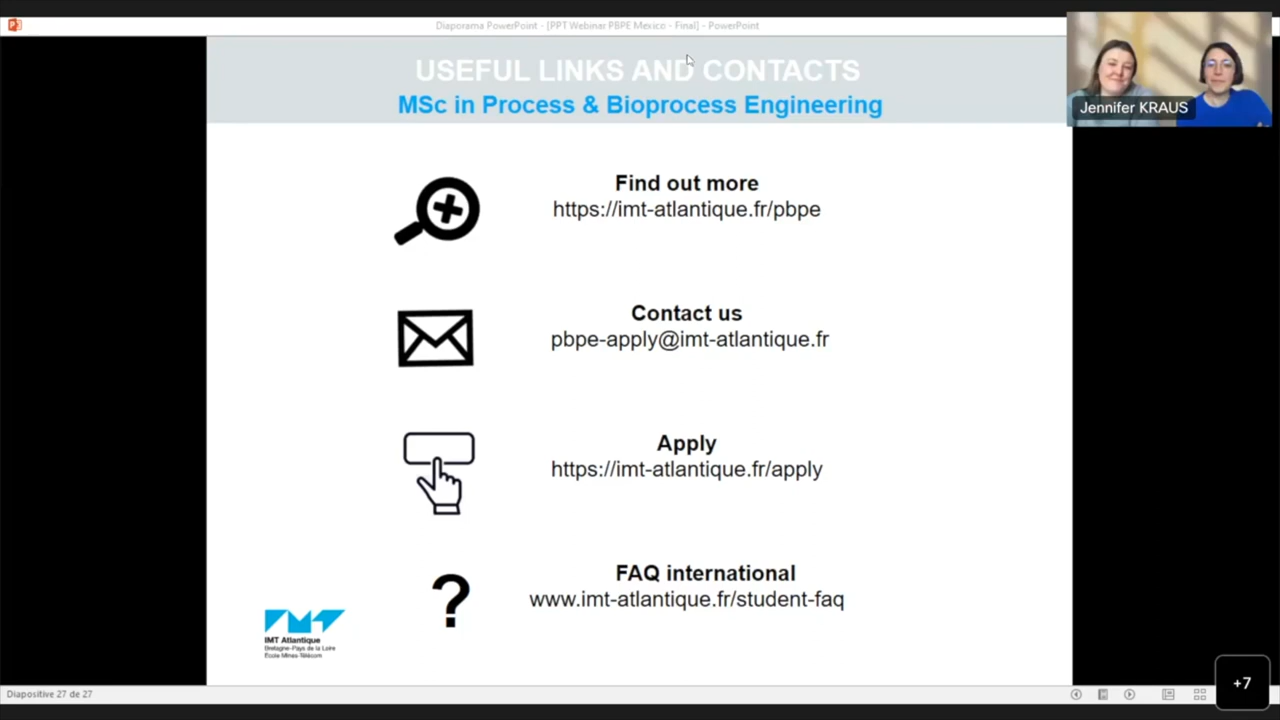 Diaporama PowerPoint - [PPT Webinar PBPE Mexico - Final] - PowerPoint
USEFUL LINKS AND CONTACTS
MSc in Process & Bioprocess Engineering
Jennifer KRAUS
Find out more
https://imt-atlantique.fr/pbpe
Contact us
pbpe-apply@imt-atlantique.fr
Apply
https://imt-atlantique.fr/apply
FAQ international
www.imt-atlantique.fr/student-faq
IMT Atlantique
Bretagne-Pays de la Loire
École Mines-Télécom
Diapositive 27 de 27
+7